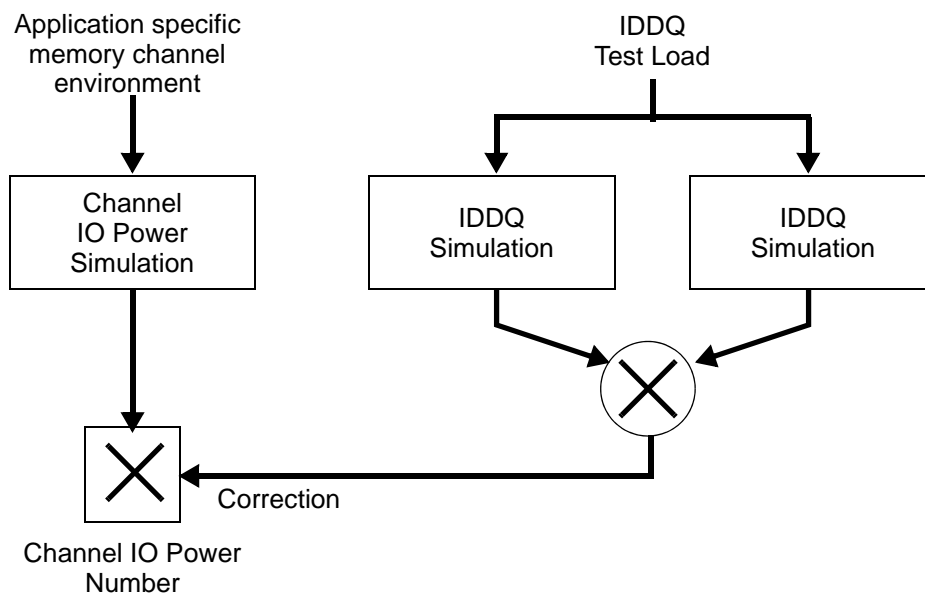 Application specific
memory channel
environment
IDDQ
Test Load
Channel
IO Power
Simulation
IDDQ
Simulation
IDDQ
Simulation
Correction
Channel IO Power
Number